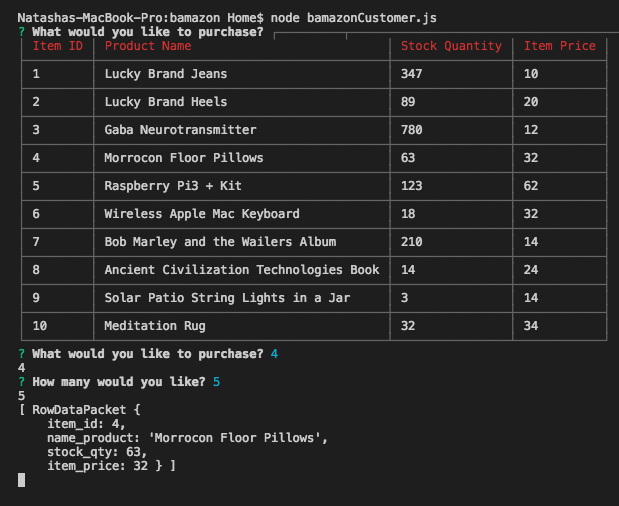 Natashas-MacBook-Pro:bamazon Home$ node bamazonCustomer.js
? What would you like to purchase?
Item ID Product Name Stock Quantity Item Price
1 Lucky Brand Jeans 347 10
2 Lucky Brand Heels 89 20
3 Gaba Neurotransmitter 780 12
4 Morrocon Floor Pillows 63 32
5 Raspberry Pi3 + Kit 123 62
6 Wireless Apple Mac Keyboard 18 32
7 Bob Marley and the Wailers Album 210 14
8 Ancient Civilization Technologies Book 14 24
9 Solar Patio String Lights in a Jar 3 14
10 Meditation Rug 32 34
? What would you like to purchase? 4
4
? How many would you like? 5
5
[ RowDataPacket {
item_id: 4,
name_product: 'Morrocon Floor Pillows',
stock_qty: 63,
item_price: 32 } ]